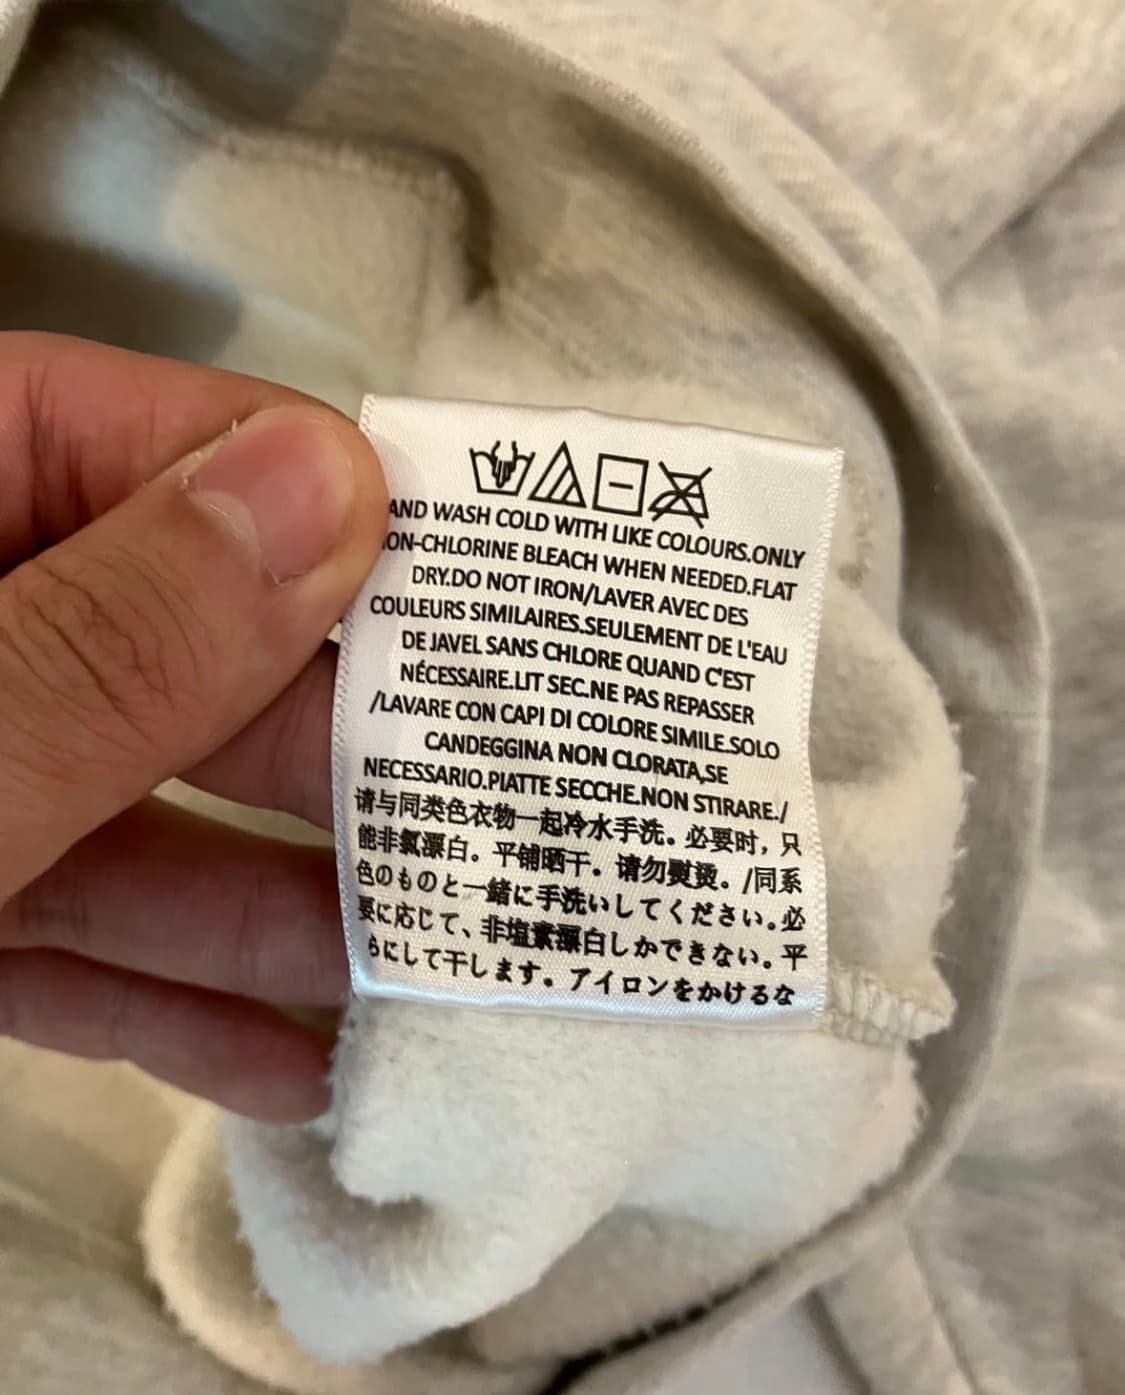 AND WASH COLD WITH LIKE COLOURS.ONLY
ON-CHLORINE BLEACH WHEN NEEDED.FLAT
DRY.DO NOT IRON/LAVER AVEC DES
COULEURS SIMILAIRES.SEULEMENT DE L'EAU
DE JAVEL SANS CHLORE QUAND C'EST
NÉCESSAIRE.LIT SEC.NE PAS REPASSER
/LAVARE CON CAPI DI COLORE SIMILE.SOLO
CANDEGGINA NON CLORATA,SE
NECESSARIO.PIATTE SECCHE.NON STIRARE./
请与同类色衣物一起冷水手洗。必要时，只
能非氯漂白。平铺晒干。请勿熨烫。/同系
色のものと一緒に手洗いしてください。必
要に応じて、非塩素漂白しかできない。平
らにして干します。アイロンをかけるな